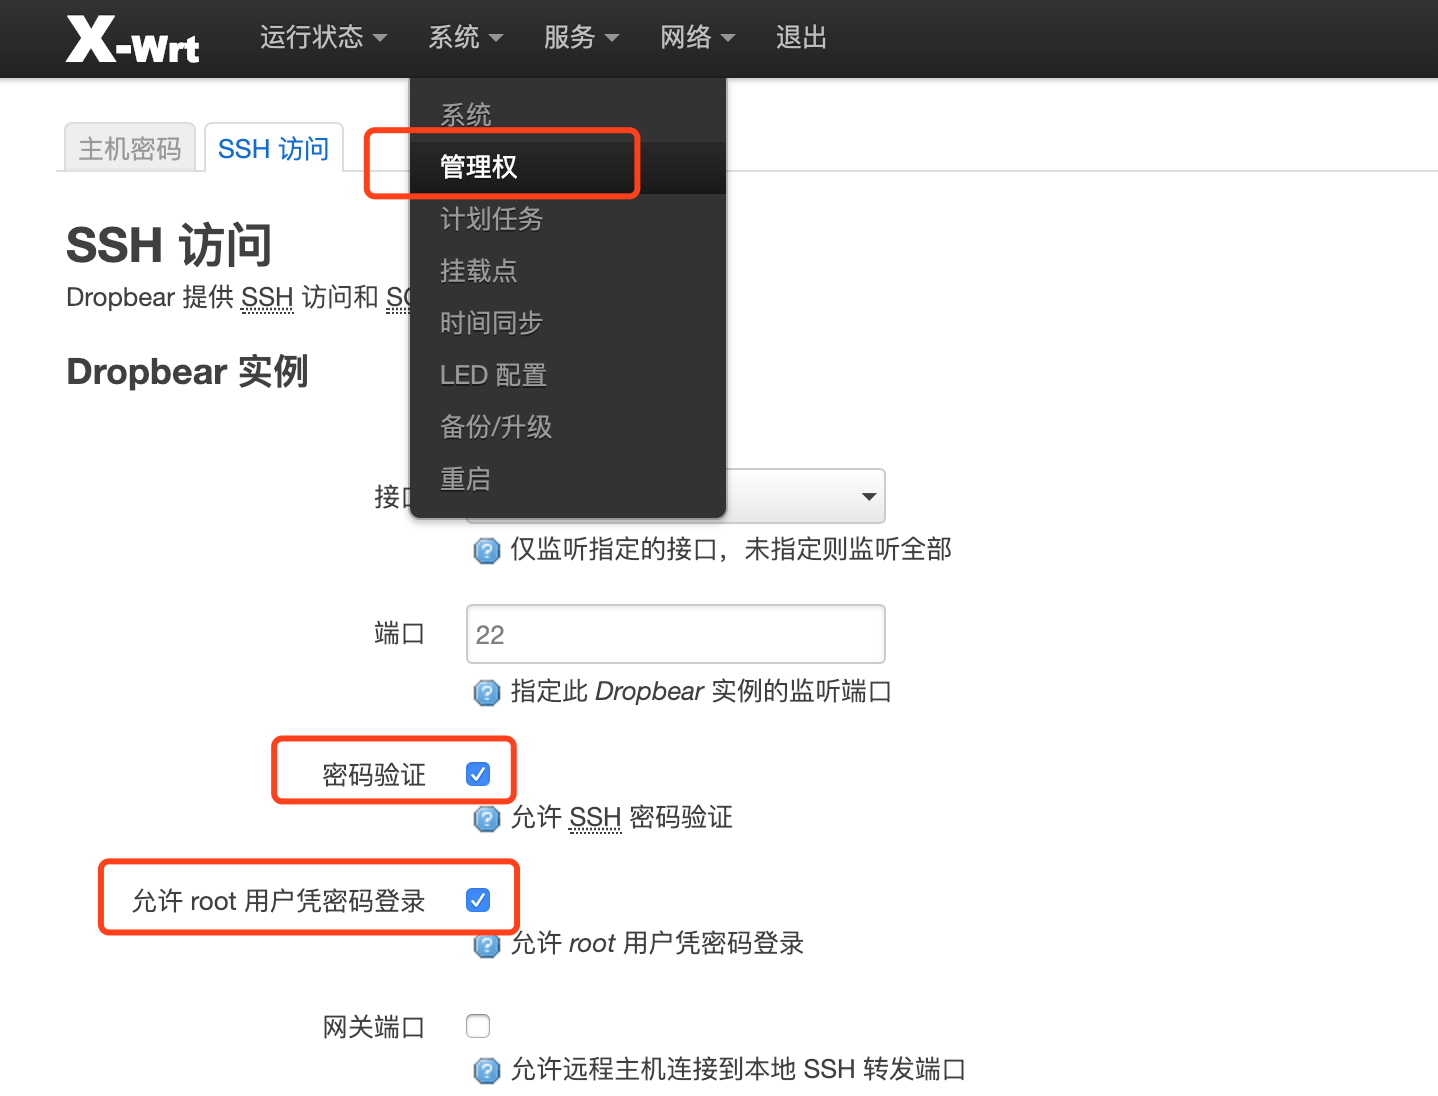 X-Wrt 运行状态 系统 服务 网络 退出
系统
管理权
计划任务
挂载点
时间同步
LED 配置
备份/升级
重启
主机密码 SSH 访问
SSH 访问
Dropbear 提供 SSH 访问和
Dropbear 实例
接口
仅监听指定的接口，未指定则监听全部
端口 22
指定此 Dropbear 实例的监听端口
密码验证
允许 SSH 密码验证
允许 root 用户凭密码登录
允许 root 用户凭密码登录
网关端口
允许远程主机连接到本地 SSH 转发端口